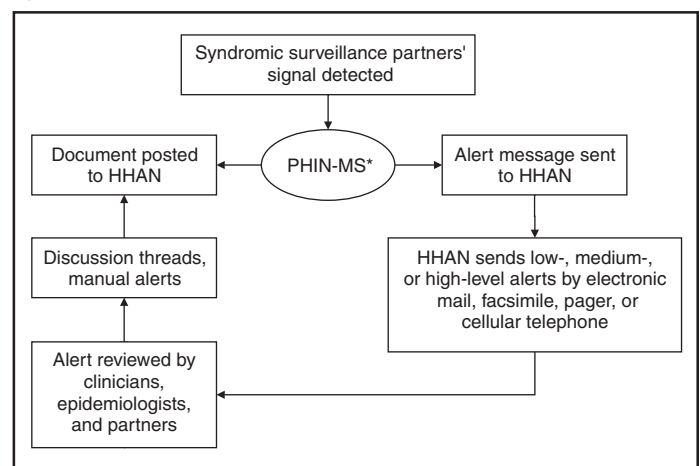 Syndromic surveillance partners'
signal detected
PHIN-MS*
Document posted
to HHAN
Alert message sent
to HHAN
Discussion threads,
manual alerts
HHAN sends low-, medium-,
or high-level alerts by electronic
mail, facsimile, pager, or
cellular telephone
Alert reviewed by
clinicians,
epidemiologists,
and partners